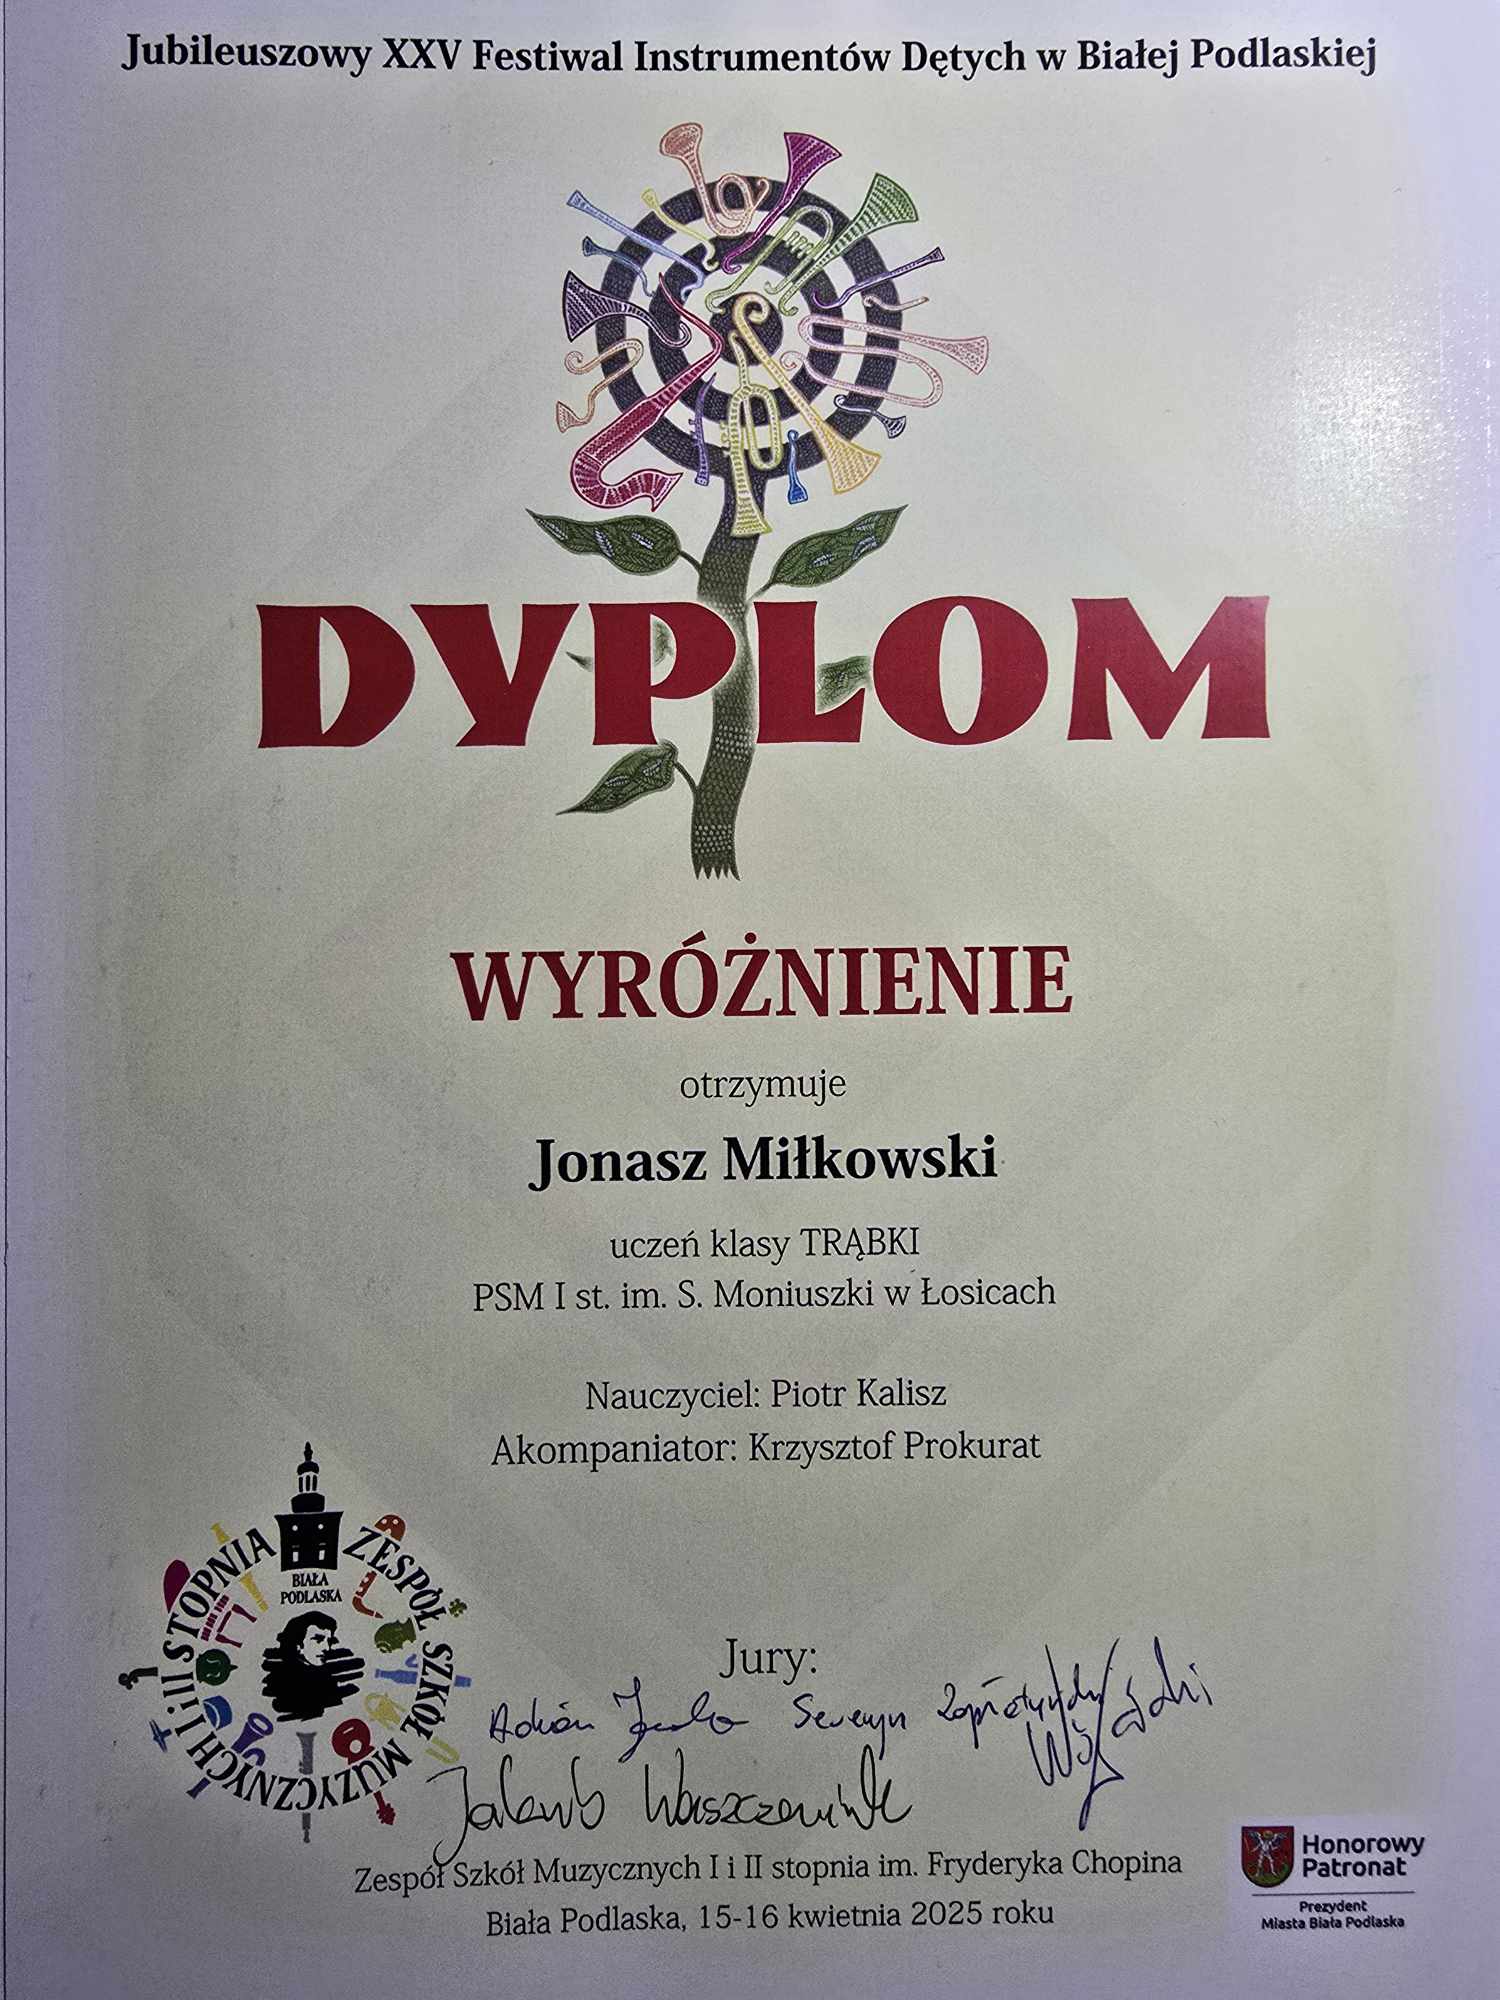 Jubileuszowy XXV Festiwal Instrumentów Dętych w Białej Podlaskiej
DYPLOM
WYRÓŻNIENIE
otrzymuje
Jonasz Miłkowski
uczeń klasy TRĄBKI
PSM I st. im. S. Moniuszki w Łosicach
Nauczyciel: Piotr Kalisz
Akompaniator: Krzysztof Prokurat
ZESPÓŁ SZKÓŁ MUZYCZNYCH I i II STOPNIA
BIAŁA
PODLASKA
Jury:
Seweryn
Jakub
Zespół Szkół Muzycznych I i II stopnia im. Fryderyka Chopina
Biała Podlaska, 15-16 kwietnia 2025 roku
Honorowy
Patronat
Prezydent
Miasta Biała Podlaska